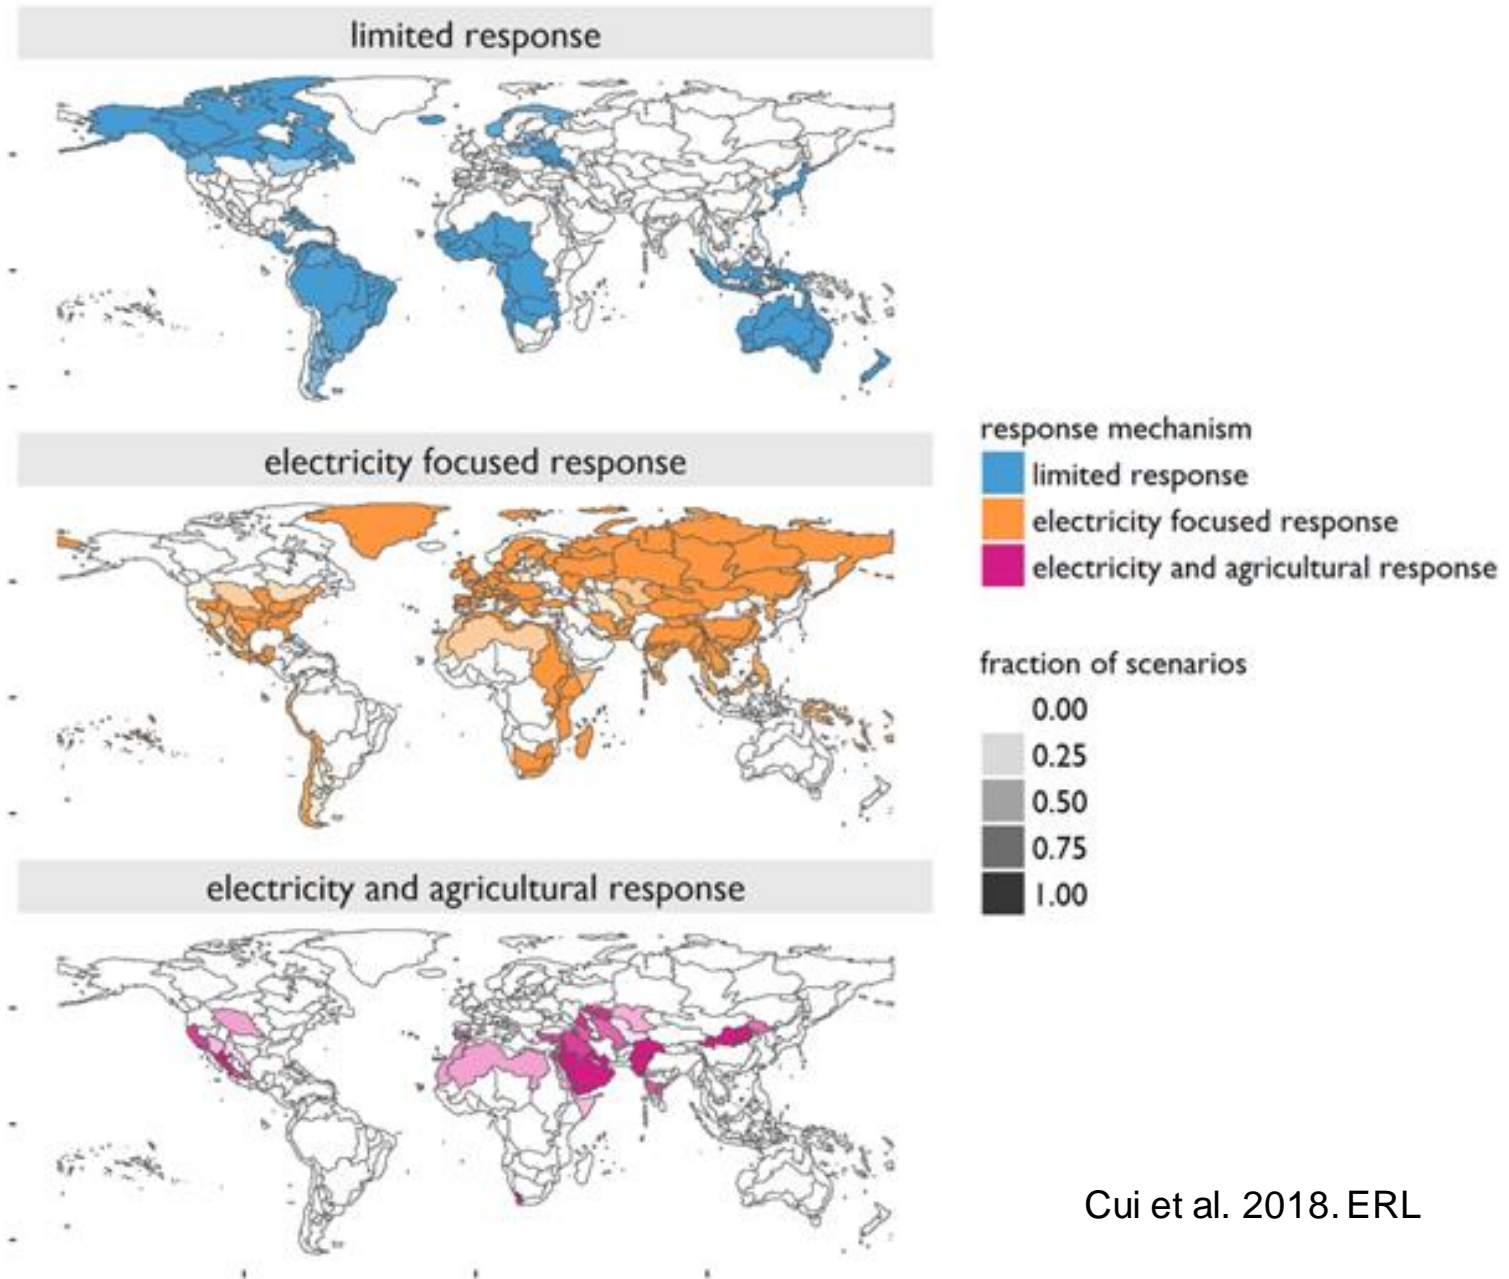 limited response
electricity focused response
response mechanism
limited response
electricity focused response
electricity and agricultural response
fraction of scenarios
0.00
0.25
0.50
0.75
1.00
electricity and agricultural response
Cui et al. 2018. ERL